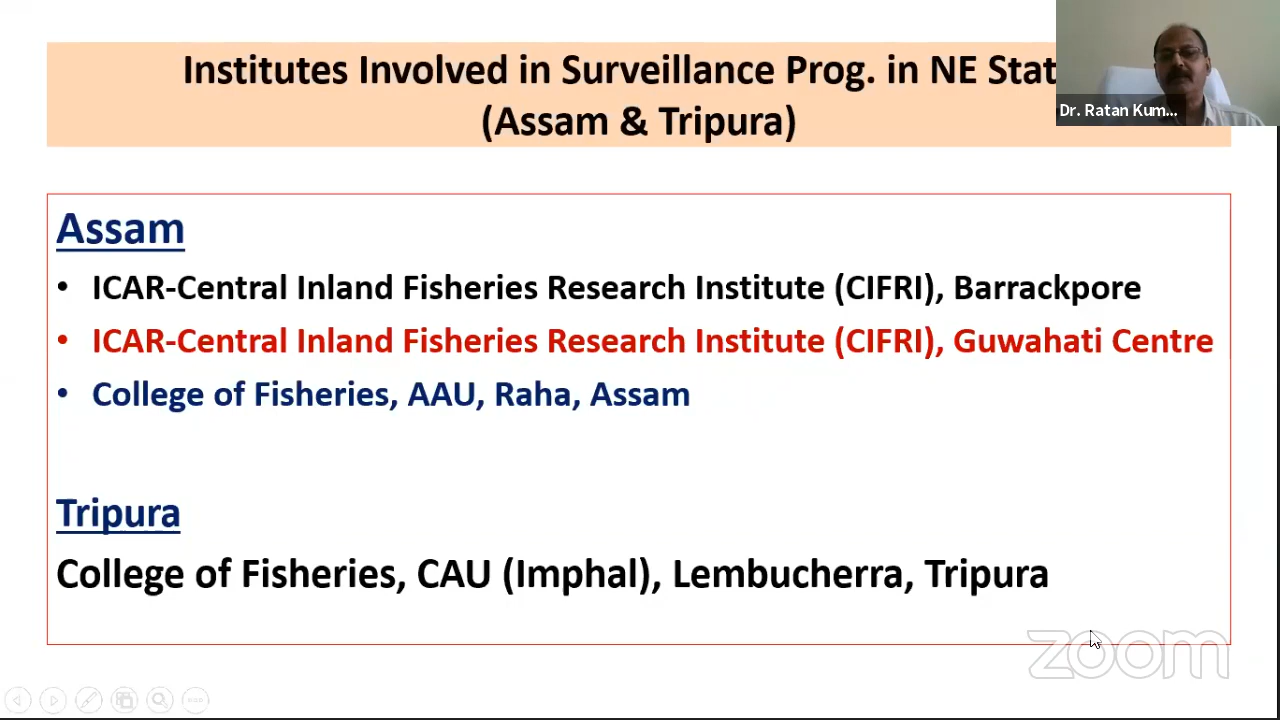 Institutes Involved in Surveillance Prog. in NE Stat
(Assam & Tripura)
Dr. Ratan Kum...
Assam
• ICAR-Central Inland Fisheries Research Institute (CIFRI), Barrackpore
• ICAR-Central Inland Fisheries Research Institute (CIFRI), Guwahati Centre
• College of Fisheries, AAU, Raha, Assam
Tripura
College of Fisheries, CAU (Imphal), Lembucherra, Tripura
zoom